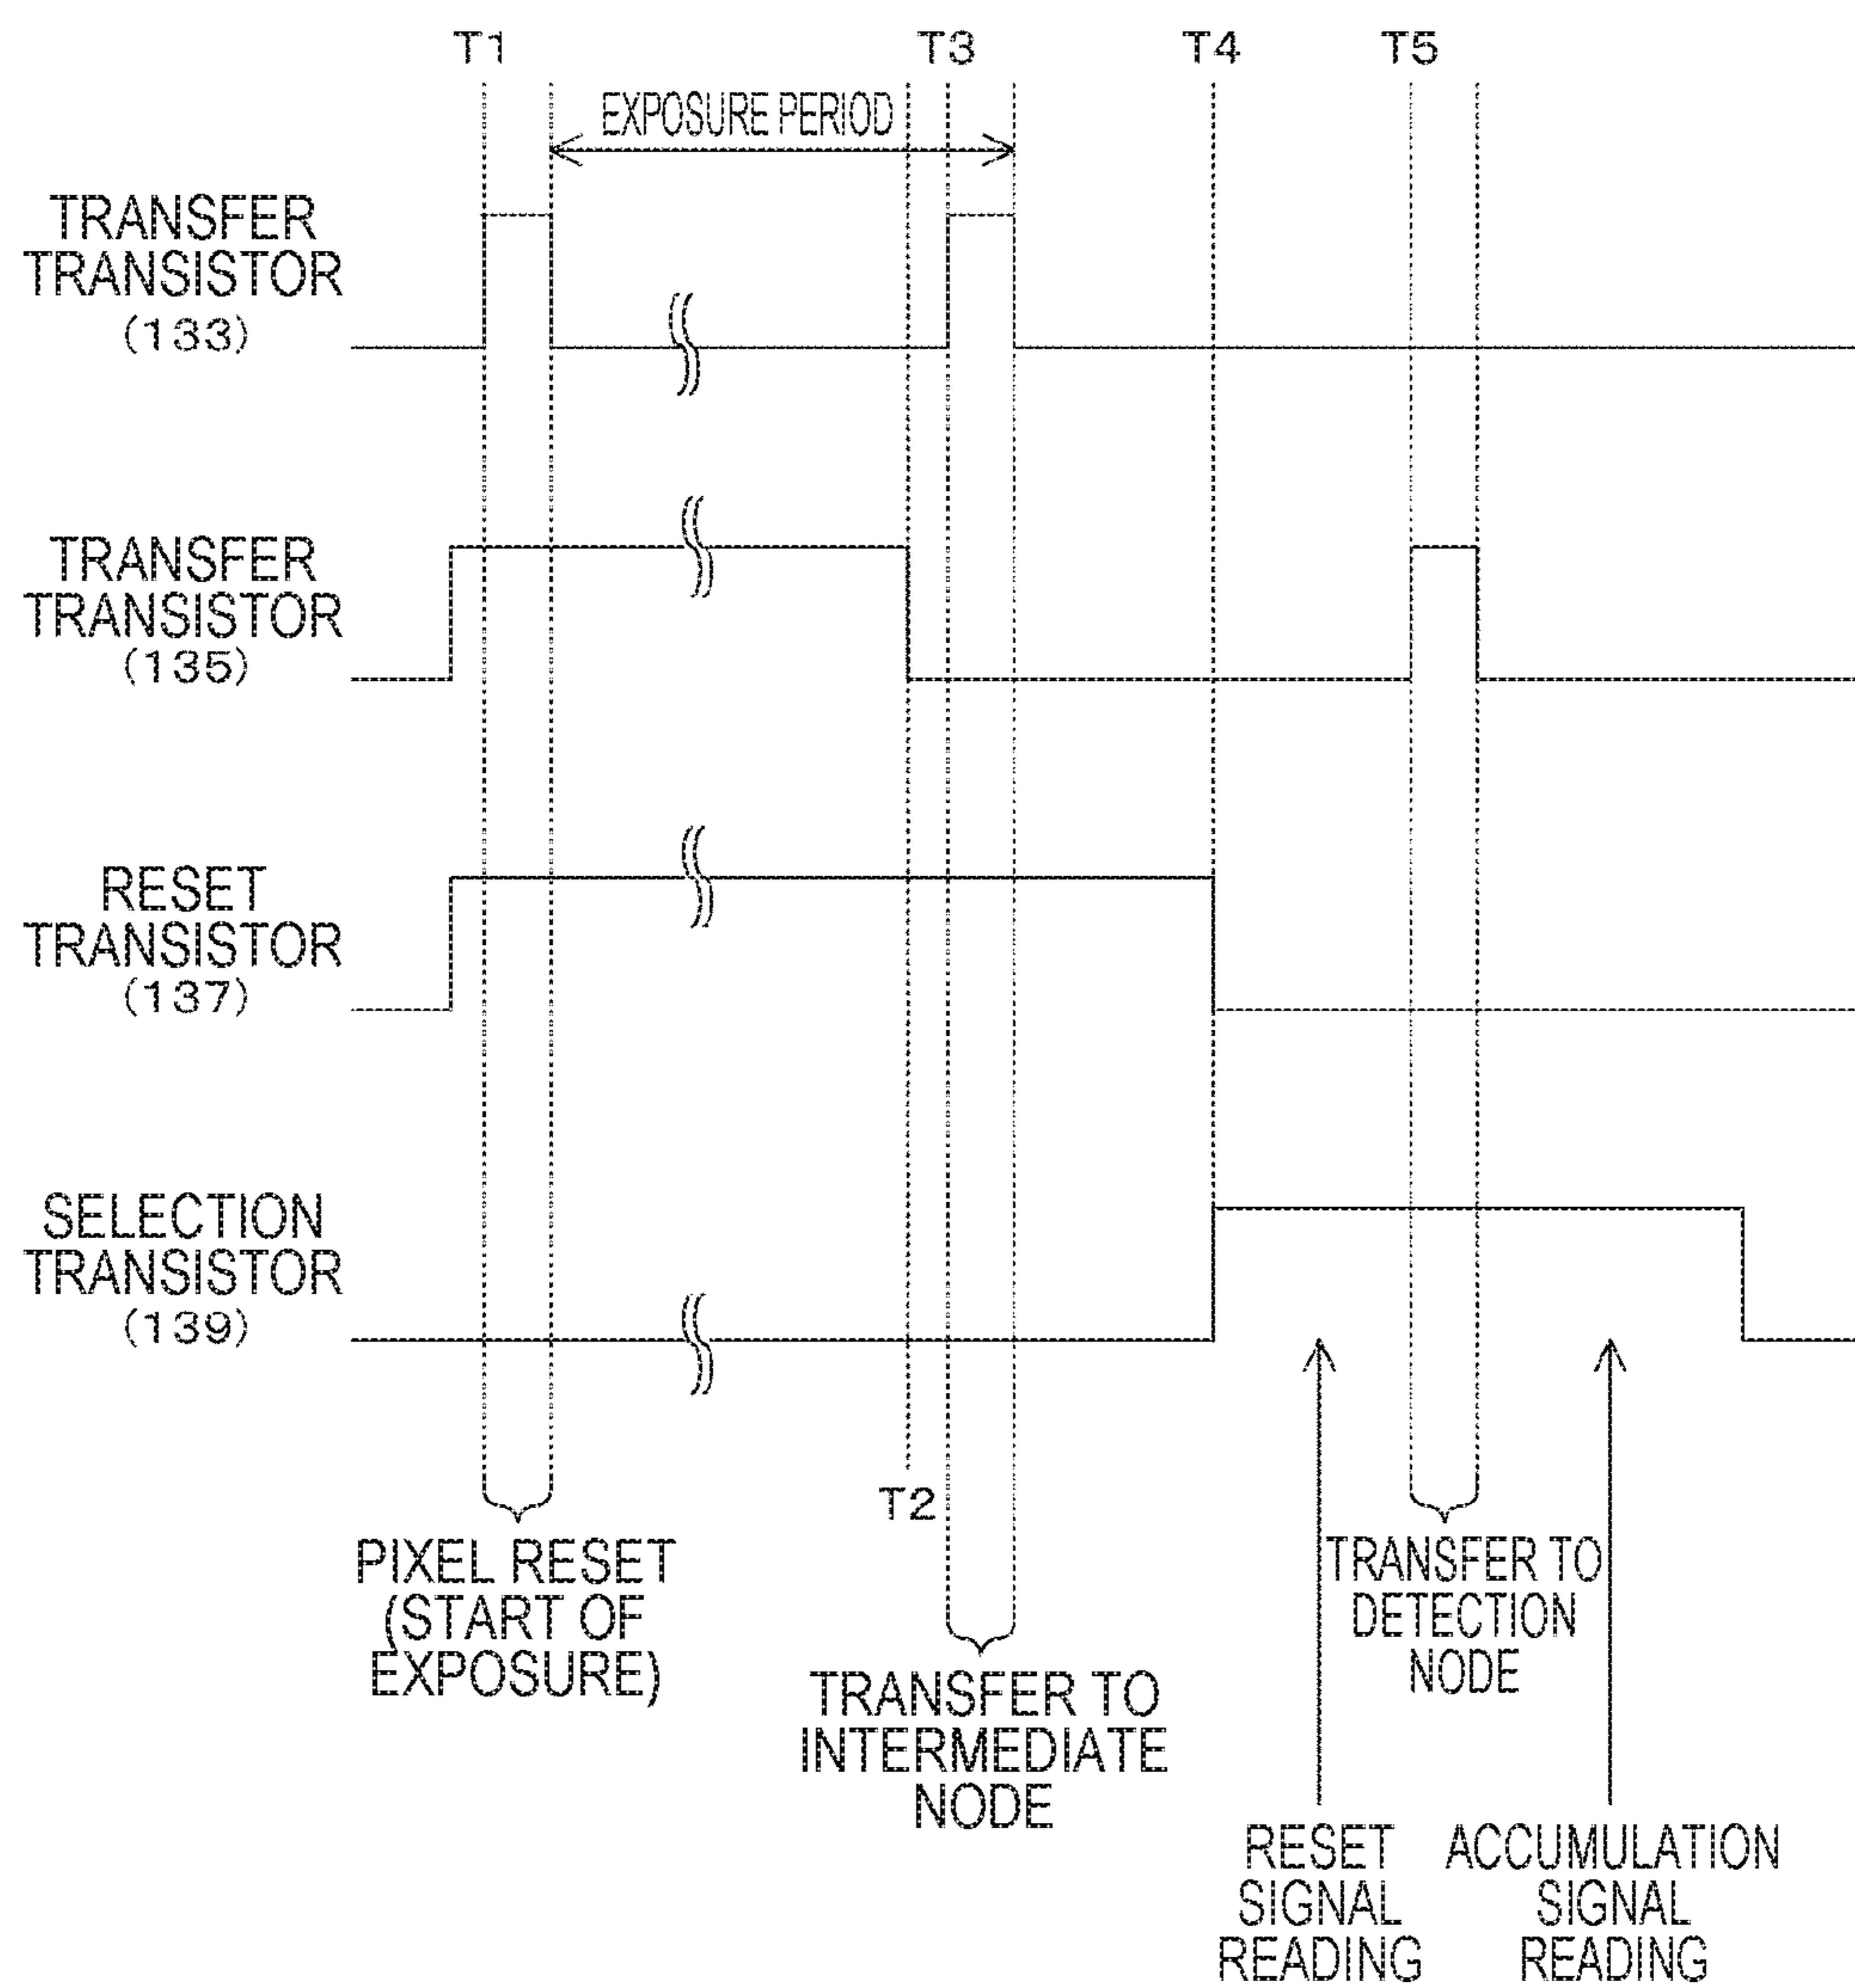 T1
T3
T4
T5
EXPOSURE PERIOD
TRANSFER
TRANSISTOR
(133)
TRANSFER
TRANSISTOR
(135)
RESET
TRANSISTOR
(137)
SELECTION
TRANSISTOR
(139)
T2
PIXEL RESET
(START OF
EXPOSURE)
TRANSFER TO
INTERMEDIATE
NODE
TRANSFER TO
DETECTION
NODE
RESET
SIGNAL
READING
ACCUMULATION
SIGNAL
READING